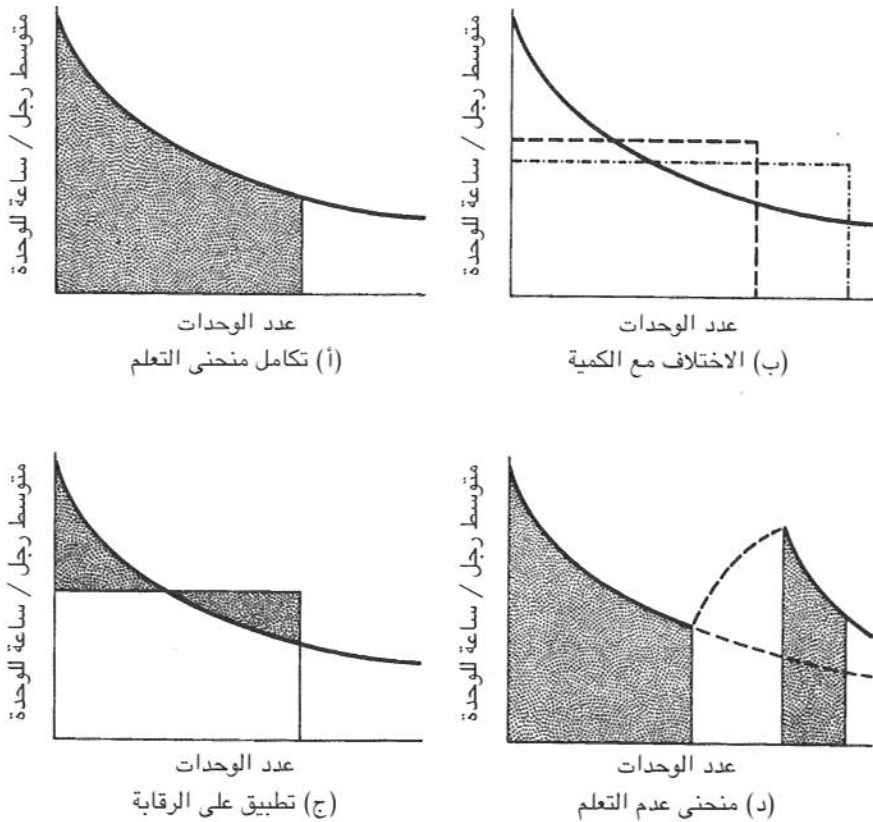 متوسط رجل / ساعة للوحدة
عدد الوحدات
(أ) تكامل منحنى التعلم
متوسط رجل / ساعة للوحدة
عدد الوحدات
(ب) الاختلاف مع الكمية
متوسط رجل / ساعة للوحدة
عدد الوحدات
(ج) تطبيق على الرقابة
متوسط رجل / ساعة للوحدة
عدد الوحدات
(د) منحنى عدم التعلم